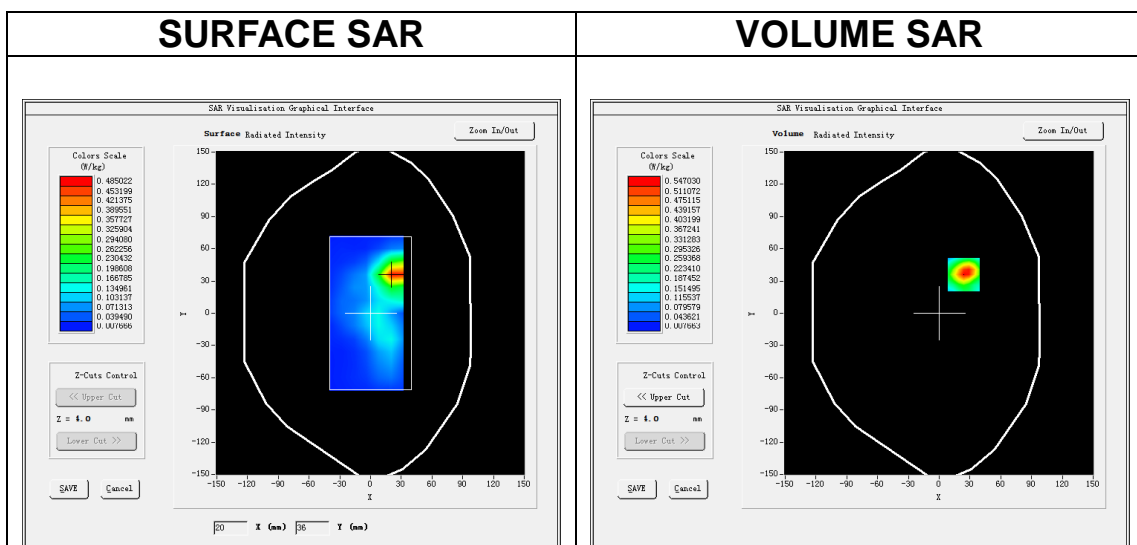 SURFACE SAR
VOLUME SAR
SAR Visualisation Graphical Interface
Surface Radiated Intensity
Zoom In/Out
Colors Scale
(W/kg)
0.485022
0.453199
0.421375
0.389551
0.357727
0.325904
0.294080
0.262256
0.230432
0.198608
0.166785
0.134961
0.103137
0.071313
0.039490
0.007666
150
120
90
60
30
0
-30
-60
-90
-120
-150
Y
-150 -120 -90 -60 -30 0 30 60 90 120 150
X
Z-Cuts Control
<< Upper Cut
Z = 4.0 mm
Lower Cut >>
SAVE Cancel
20 X (mm) 36 Y (mm)
SAR Visualisation Graphical Interface
Volume Radiated Intensity
Zoom In/Out
Colors Scale
(W/kg)
0.547030
0.511072
0.475115
0.439157
0.403199
0.367241
0.331283
0.295326
0.259368
0.223410
0.187452
0.151495
0.115537
0.079579
0.043621
0.007663
150
120
90
60
30
0
-30
-60
-90
-120
-150
Y
-150 -120 -90 -60 -30 0 30 60 90 120 150
X
Z-Cuts Control
<< Upper Cut
Z = 4.0 mm
Lower Cut >>
SAVE Cancel